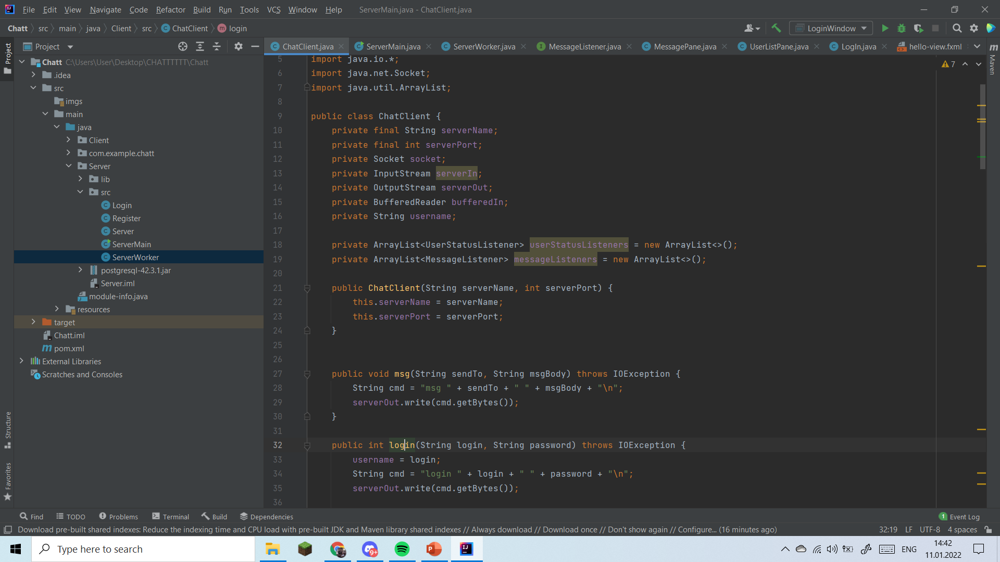 File Edit View Navigate Code Refactor Build Run Tools VCS Window Help ServerMain.java - ChatClient.java
Chatt src main java Client src ChatClient login LoginWindow
Project ChatClient.java ServerMain.java ServerWorker.java MessageListener.java MessagePane.java UserListPane.java LogIn.java hello-view.fxml
Project
Maven
Chatt C:\Users\User\Desktop\CHATTTTTT\Chatt
.idea
src
imgs
main
java
Client
com.example.chatt
Server
lib
src
Login
Register
Server
ServerMain
ServerWorker
postgresql-42.3.1.jar
Server.iml
module-info.java
resources
target
Chatt.iml
pom.xml
External Libraries
Scratches and Consoles
Structure
Favorites
7
5 import java.io.*;
6 import java.net.Socket;
7 import java.util.ArrayList;
8
9 public class ChatClient {
10 private final String serverName;
11 private final int serverPort;
12 private Socket socket;
13 private InputStream serverIn;
14 private OutputStream serverOut;
15 private BufferedReader bufferedIn;
16 private String username;
17
18 private ArrayList<UserStatusListener> userStatusListeners = new ArrayList<>();
19 private ArrayList<MessageListener> messageListeners = new ArrayList<>();
20
21 public ChatClient(String serverName, int serverPort) {
22 this.serverName = serverName;
23 this.serverPort = serverPort;
24 }
25
26
27 public void msg(String sendTo, String msgBody) throws IOException {
28 String cmd = "msg " + sendTo + " " + msgBody + "\n";
29 serverOut.write(cmd.getBytes());
30 }
31
32 public int login(String login, String password) throws IOException {
33 username = login;
34 String cmd = "login " + login + " " + password + "\n";
35 serverOut.write(cmd.getBytes());
36
Find TODO Problems Terminal Build Dependencies 1 Event Log
Download pre-built shared indexes: Reduce the indexing time and CPU load with pre-built JDK and Maven library shared indexes // Always download // Download once // Don't show again // Configure... (16 minutes ago) 32:19 LF UTF-8 4 spaces
Type here to search 9+ ENG 14:42
11.01.2022